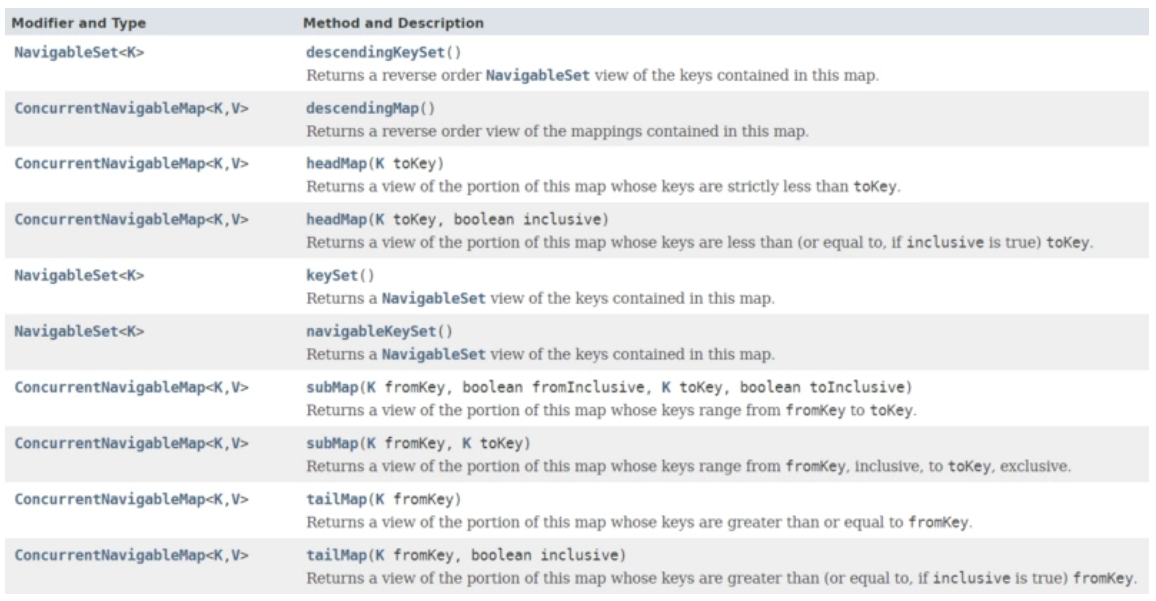 Modifier and Type Method and Description
NavigableSet<K> descendingKeySet()
Returns a reverse order NavigableSet view of the keys contained in this map.
ConcurrentNavigableMap<K,V> descendingMap()
Returns a reverse order view of the mappings contained in this map.
ConcurrentNavigableMap<K,V> headMap(K toKey)
Returns a view of the portion of this map whose keys are strictly less than toKey.
ConcurrentNavigableMap<K,V> headMap(K toKey, boolean inclusive)
Returns a view of the portion of this map whose keys are less than (or equal to, if inclusive is true) toKey.
NavigableSet<K> keySet()
Returns a NavigableSet view of the keys contained in this map.
NavigableSet<K> navigableKeySet()
Returns a NavigableSet view of the keys contained in this map.
ConcurrentNavigableMap<K,V> subMap(K fromKey, boolean fromInclusive, K toKey, boolean toInclusive)
Returns a view of the portion of this map whose keys range from fromKey to toKey.
ConcurrentNavigableMap<K,V> subMap(K fromKey, K toKey)
Returns a view of the portion of this map whose keys range from fromKey, inclusive, to toKey, exclusive.
ConcurrentNavigableMap<K,V> tailMap(K fromKey)
Returns a view of the portion of this map whose keys are greater than or equal to fromKey.
ConcurrentNavigableMap<K,V> tailMap(K fromKey, boolean inclusive)
Returns a view of the portion of this map whose keys are greater than (or equal to, if inclusive is true) fromKey.